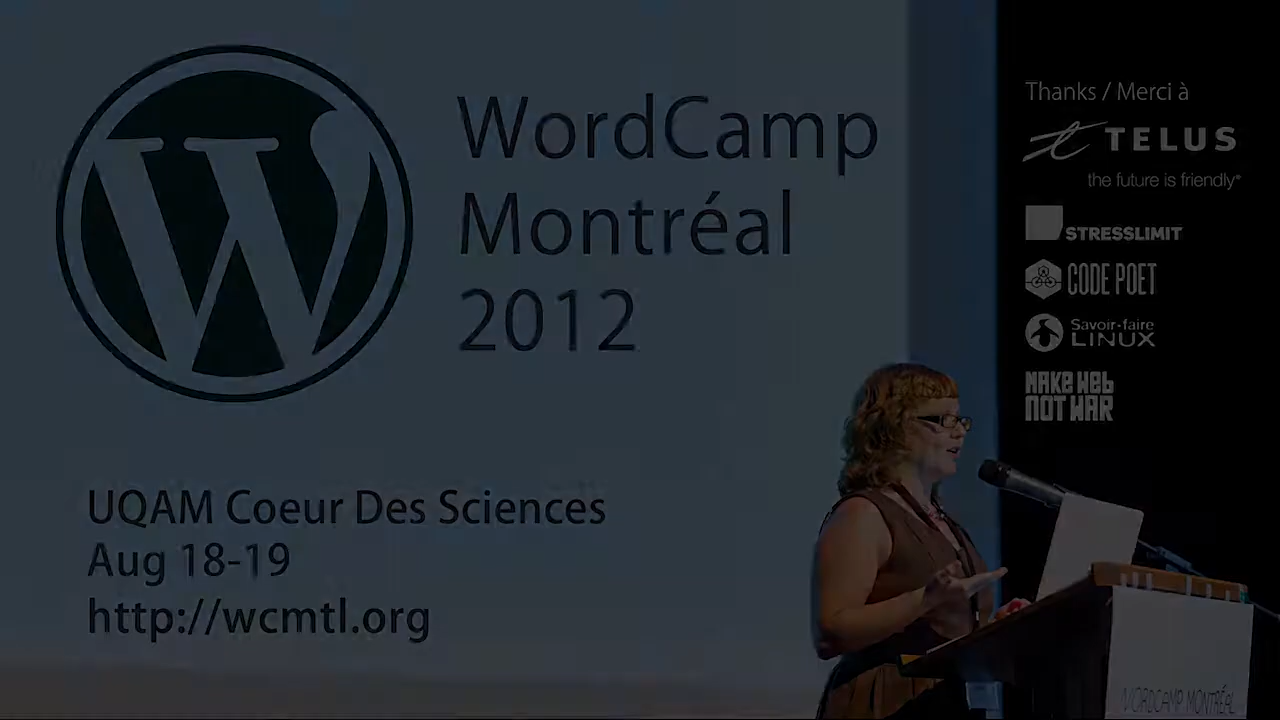 WordCamp
Montréal
2012
UQAM Coeur Des Sciences
Aug 18-19
http://wcmtl.org
Thanks / Merci à
TELUS
the future is friendly®
STRESSLIMIT
CODE POET
Savoir-faire
LINUX
MAKE WEB
NOT WAR
WORDCAMP MONTRÉAL